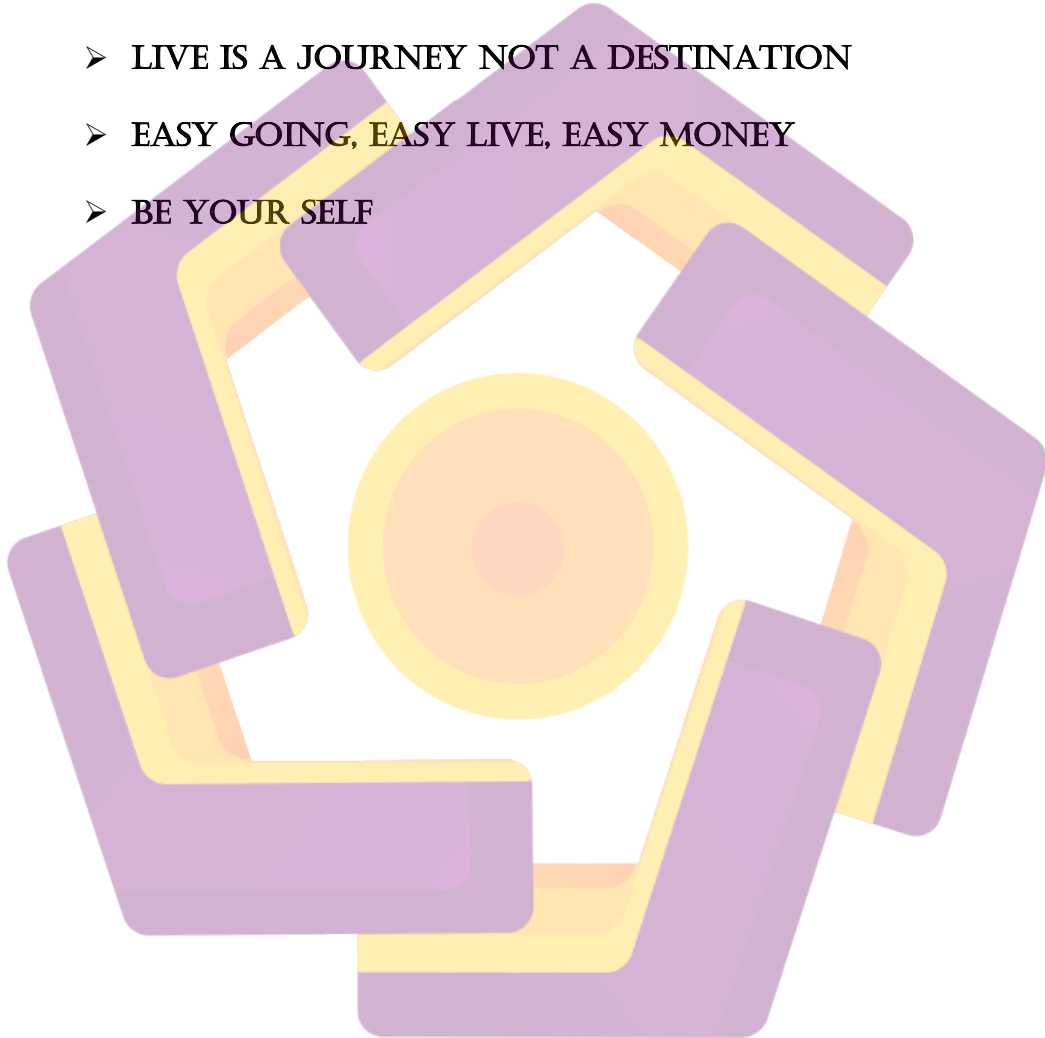 ➢ LIVE IS A JOURNEY NOT A DESTINATION
➢ EASY GOING, EASY LIVE, EASY MONEY
➢ BE YOUR SELF